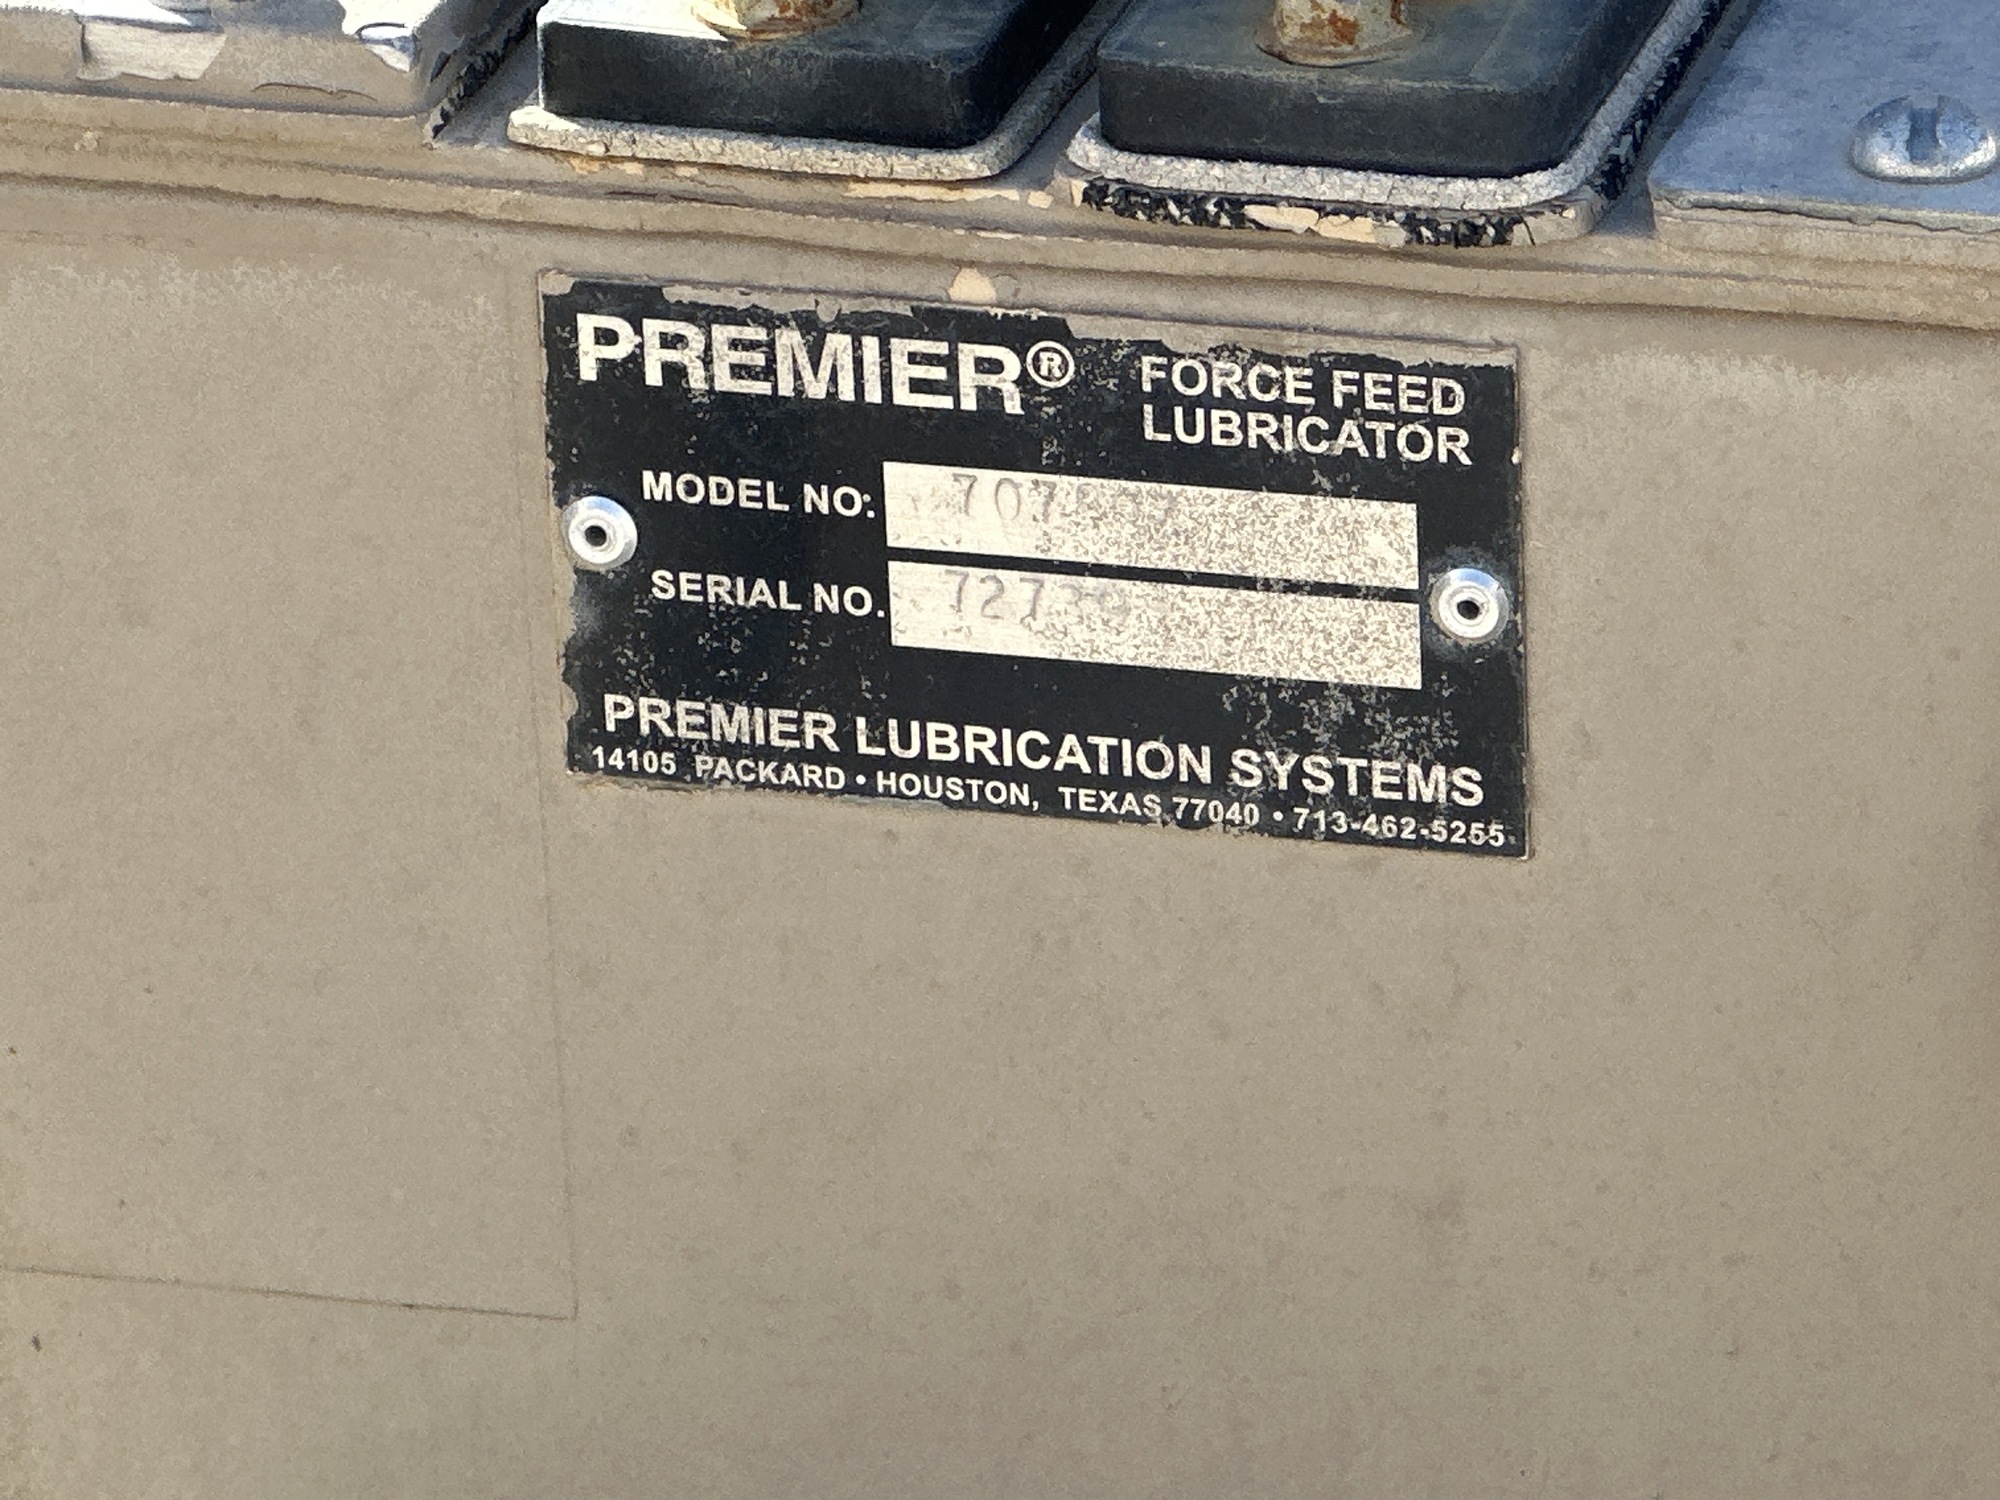 PREMIER®
FORCE FEED
LUBRICATOR
MODEL NO:
SERIAL NO. 72739
PREMIER LUBRICATION SYSTEMS
14105 PACKARD • HOUSTON, TEXAS 77040 • 713-462-5255